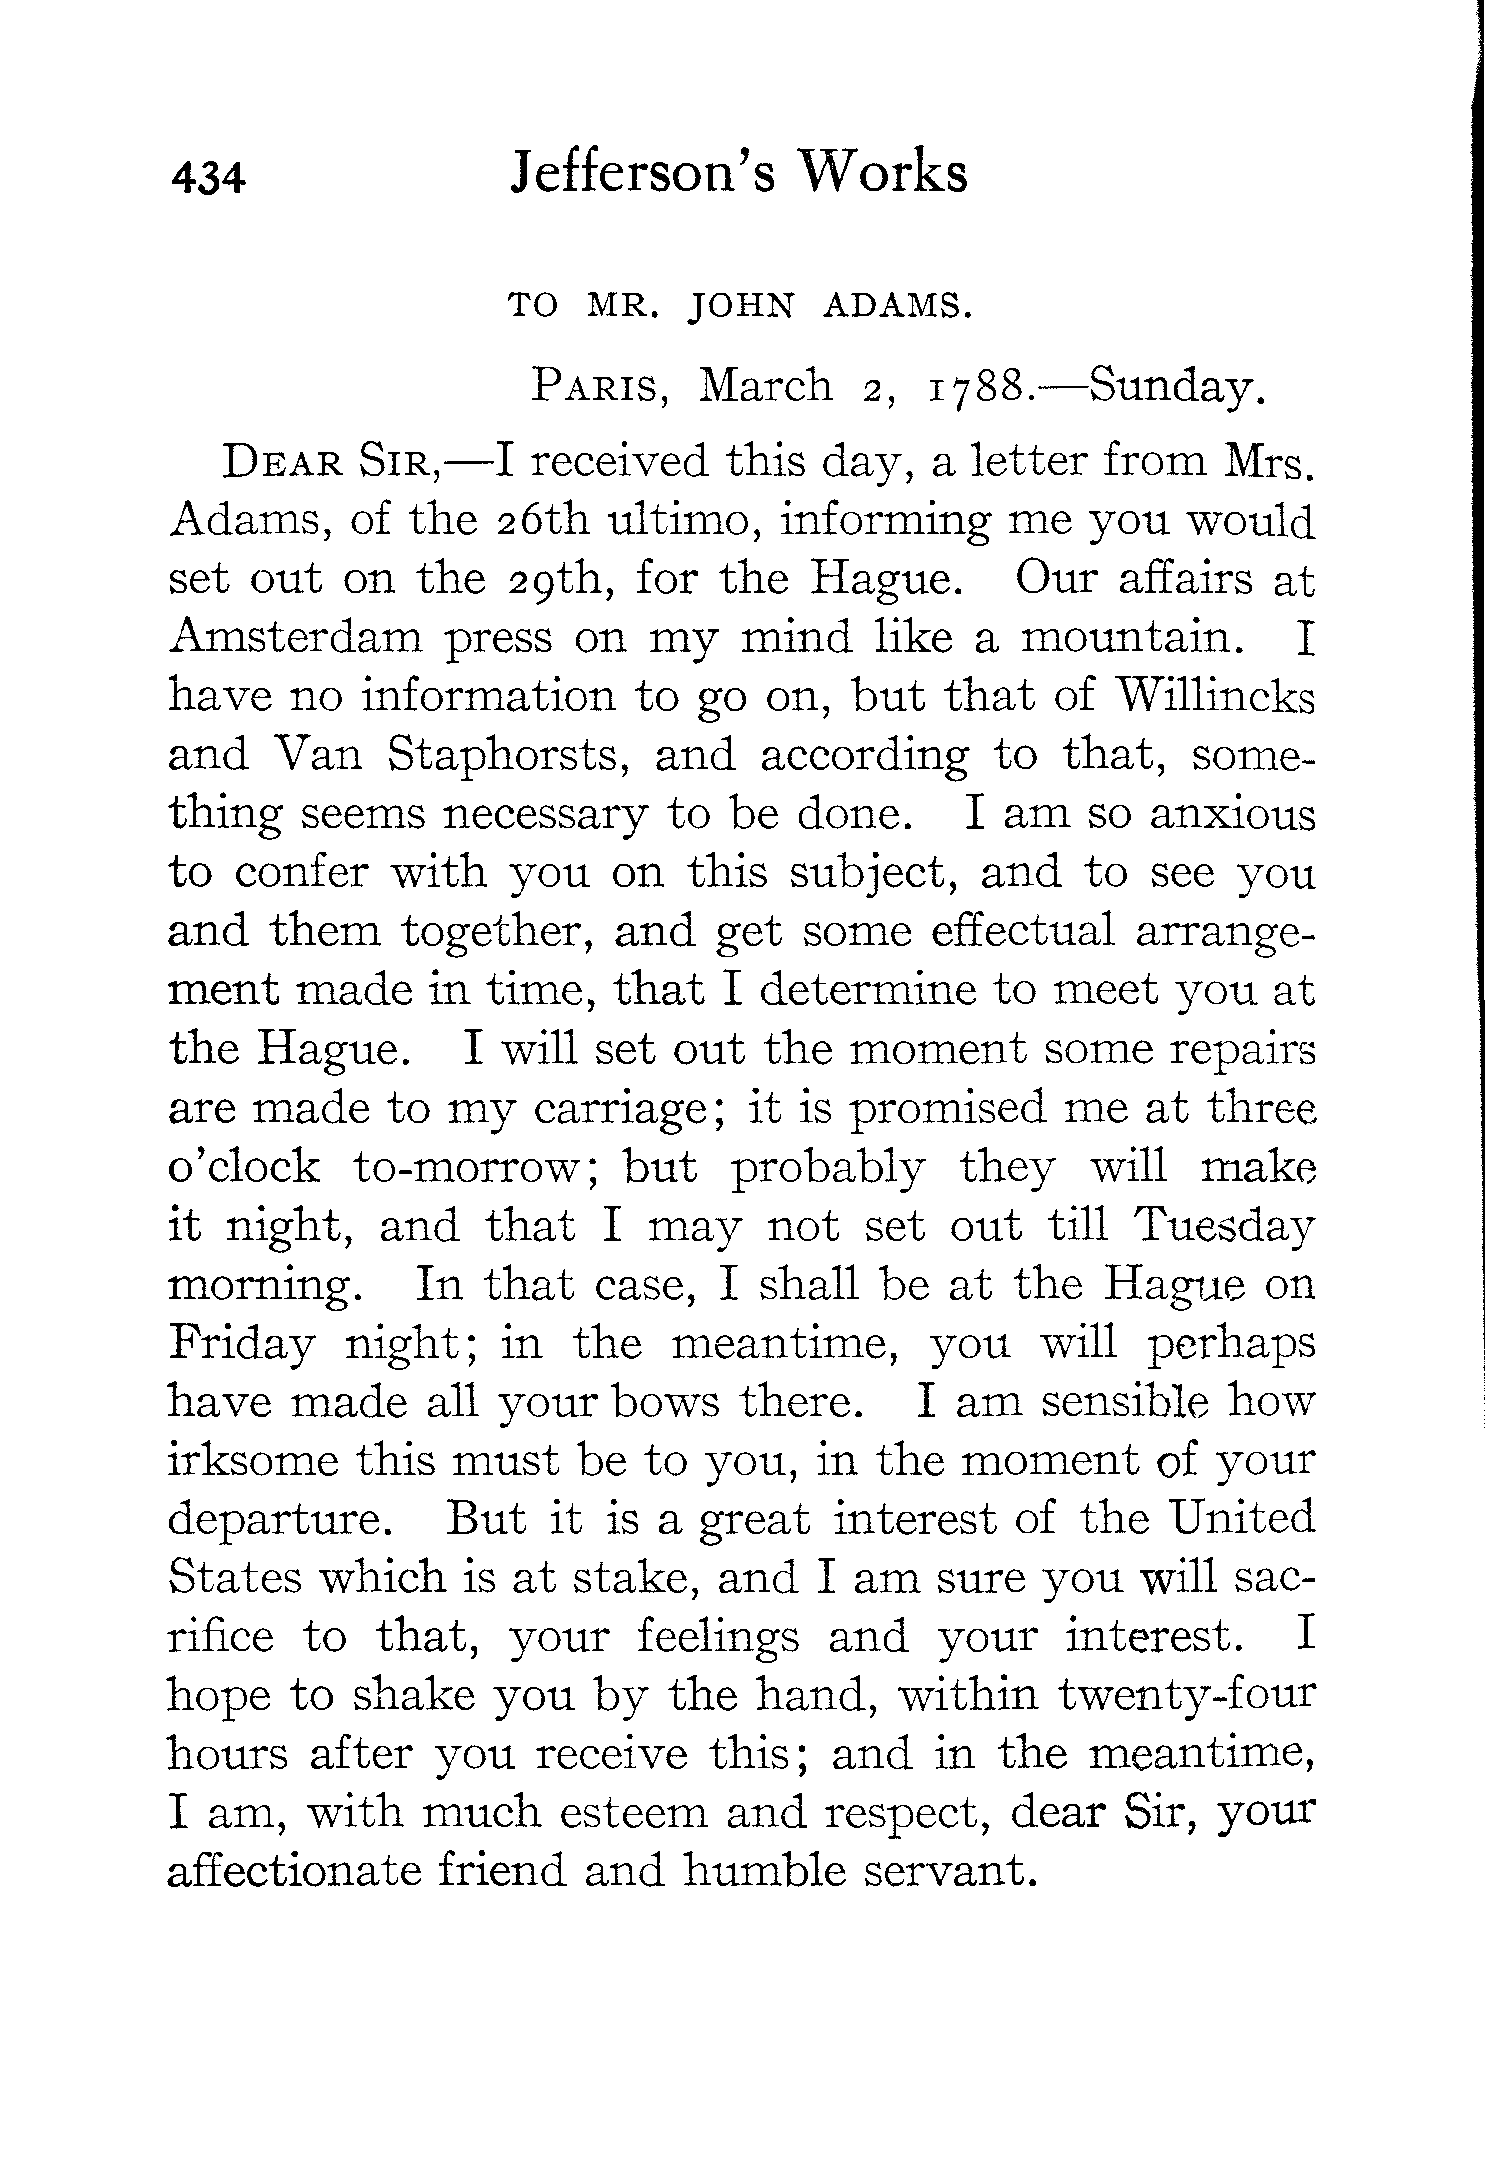 434 Jefferson's Works
TO MR. JOHN ADAMS.
PARIS, March 2, 1788.—Sunday.
DEAR SIR,—I received this day, a letter from Mrs.
Adams, of the 26th ultimo, informing me you would
set out on the 29th, for the Hague. Our affairs at
Amsterdam press on my mind like a mountain. I
have no information to go on, but that of Willincks
and Van Staphorsts, and according to that, some-
thing seems necessary to be done. I am so anxious
to confer with you on this subject, and to see you
and them together, and get some effectual arrange-
ment made in time, that I determine to meet you at
the Hague. I will set out the moment some repairs
are made to my carriage; it is promised me at three
o'clock to-morrow; but probably they will make
it night, and that I may not set out till Tuesday
morning. In that case, I shall be at the Hague on
Friday night; in the meantime, you will perhaps
have made all your bows there. I am sensible how
irksome this must be to you, in the moment of your
departure. But it is a great interest of the United
States which is at stake, and I am sure you will sac-
rifice to that, your feelings and your interest. I
hope to shake you by the hand, within twenty-four
hours after you receive this; and in the meantime,
I am, with much esteem and respect, dear Sir, your
affectionate friend and humble servant.